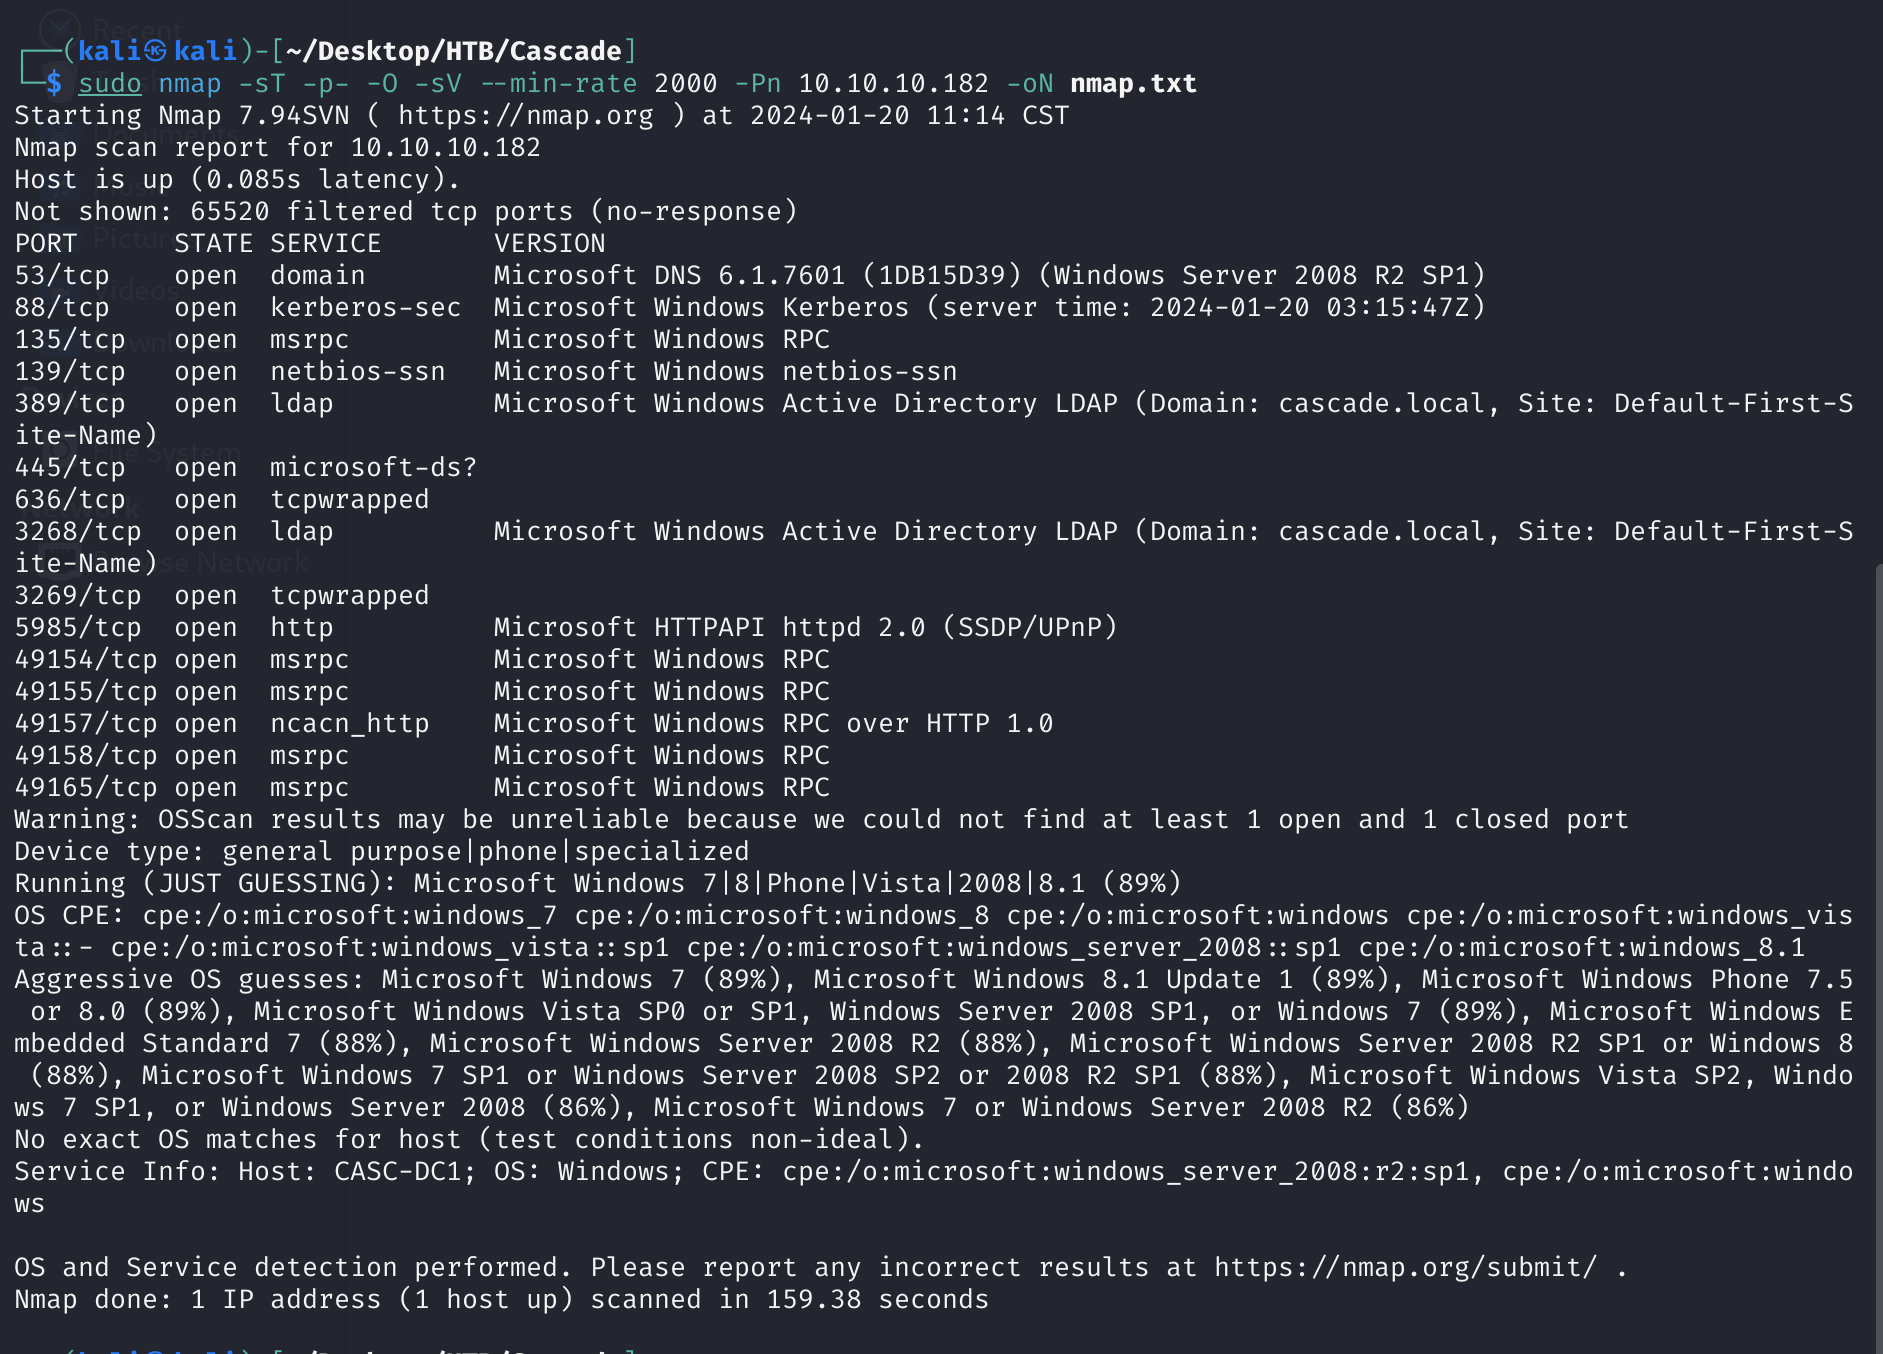 Recent
┌──(kali㉿kali)-[~/Desktop/HTB/Cascade]
└─$ sudo nmap -sT -p- -O -sV --min-rate 2000 -Pn 10.10.10.182 -oN nmap.txt
Starting Nmap 7.94SVN ( https://nmap.org ) at 2024-01-20 11:14 CST
Nmap scan report for 10.10.10.182
Host is up (0.085s latency).
Not shown: 65520 filtered tcp ports (no-response)
PORT      STATE SERVICE       VERSION
53/tcp    open  domain        Microsoft DNS 6.1.7601 (1DB15D39) (Windows Server 2008 R2 SP1)
88/tcp    open  kerberos-sec  Microsoft Windows Kerberos (server time: 2024-01-20 03:15:47Z)
135/tcp   open  msrpc         Microsoft Windows RPC
139/tcp   open  netbios-ssn   Microsoft Windows netbios-ssn
389/tcp   open  ldap          Microsoft Windows Active Directory LDAP (Domain: cascade.local, Site: Default-First-S
ite-Name)
File System
445/tcp   open  microsoft-ds?
636/tcp   open  tcpwrapped
3268/tcp  open  ldap          Microsoft Windows Active Directory LDAP (Domain: cascade.local, Site: Default-First-S
ite-Name)
Browse Network
3269/tcp  open  tcpwrapped
5985/tcp  open  http          Microsoft HTTPAPI httpd 2.0 (SSDP/UPnP)
49154/tcp open  msrpc         Microsoft Windows RPC
49155/tcp open  msrpc         Microsoft Windows RPC
49157/tcp open  ncacn_http    Microsoft Windows RPC over HTTP 1.0
49158/tcp open  msrpc         Microsoft Windows RPC
49165/tcp open  msrpc         Microsoft Windows RPC
Warning: OSScan results may be unreliable because we could not find at least 1 open and 1 closed port
Device type: general purpose|phone|specialized
Running (JUST GUESSING): Microsoft Windows 7|8|Phone|Vista|2008|8.1 (89%)
OS CPE: cpe:/o:microsoft:windows_7 cpe:/o:microsoft:windows_8 cpe:/o:microsoft:windows cpe:/o:microsoft:windows_vis
ta::- cpe:/o:microsoft:windows_vista::sp1 cpe:/o:microsoft:windows_server_2008::sp1 cpe:/o:microsoft:windows_8.1
Aggressive OS guesses: Microsoft Windows 7 (89%), Microsoft Windows 8.1 Update 1 (89%), Microsoft Windows Phone 7.5
 or 8.0 (89%), Microsoft Windows Vista SP0 or SP1, Windows Server 2008 SP1, or Windows 7 (89%), Microsoft Windows E
mbedded Standard 7 (88%), Microsoft Windows Server 2008 R2 (88%), Microsoft Windows Server 2008 R2 SP1 or Windows 8
 (88%), Microsoft Windows 7 SP1 or Windows Server 2008 SP2 or 2008 R2 SP1 (88%), Microsoft Windows Vista SP2, Windo
ws 7 SP1, or Windows Server 2008 (86%), Microsoft Windows 7 or Windows Server 2008 R2 (86%)
No exact OS matches for host (test conditions non-ideal).
Service Info: Host: CASC-DC1; OS: Windows; CPE: cpe:/o:microsoft:windows_server_2008:r2:sp1, cpe:/o:microsoft:windo
ws
OS and Service detection performed. Please report any incorrect results at https://nmap.org/submit/ .
Nmap done: 1 IP address (1 host up) scanned in 159.38 seconds